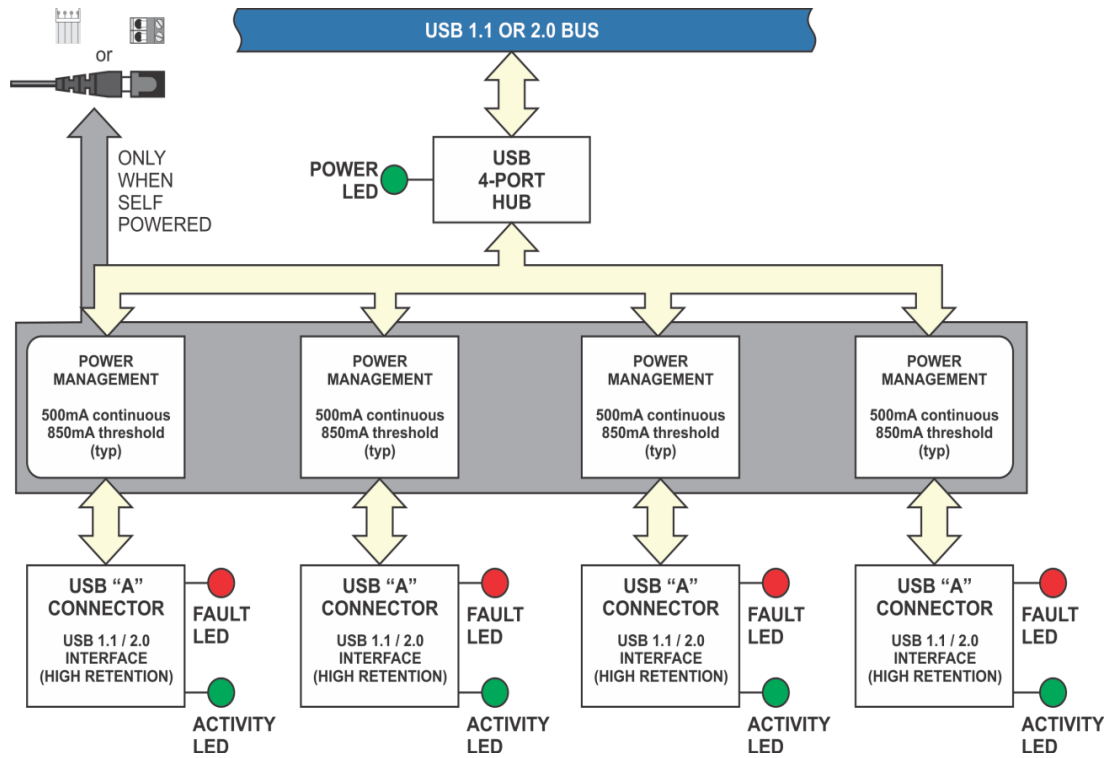 USB 1.1 OR 2.0 BUS
or
ONLY
WHEN
SELF
POWERED
POWER
LED
USB
4-PORT
HUB
POWER
MANAGEMENT
500mA continuous
850mA threshold
(typ)
POWER
MANAGEMENT
500mA continuous
850mA threshold
(typ)
POWER
MANAGEMENT
500mA continuous
850mA threshold
(typ)
POWER
MANAGEMENT
500mA continuous
850mA threshold
(typ)
USB “A”
CONNECTOR
USB 1.1 / 2.0
INTERFACE
(HIGH RETENTION)
FAULT
LED
ACTIVITY
LED
USB “A”
CONNECTOR
USB 1.1 / 2.0
INTERFACE
(HIGH RETENTION)
FAULT
LED
ACTIVITY
LED
USB “A”
CONNECTOR
USB 1.1 / 2.0
INTERFACE
(HIGH RETENTION)
FAULT
LED
ACTIVITY
LED
USB “A”
CONNECTOR
USB 1.1 / 2.0
INTERFACE
(HIGH RETENTION)
FAULT
LED
ACTIVITY
LED